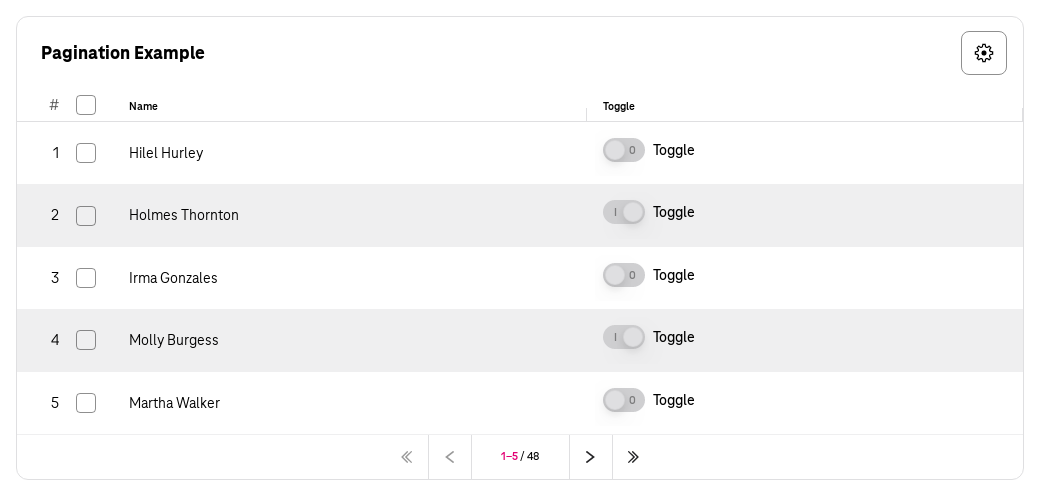 Pagination Example
# Name Toggle
1 Hilel Hurley 0 Toggle
2 Holmes Thornton I Toggle
3 Irma Gonzales 0 Toggle
4 Molly Burgess I Toggle
5 Martha Walker 0 Toggle
1–5 / 48